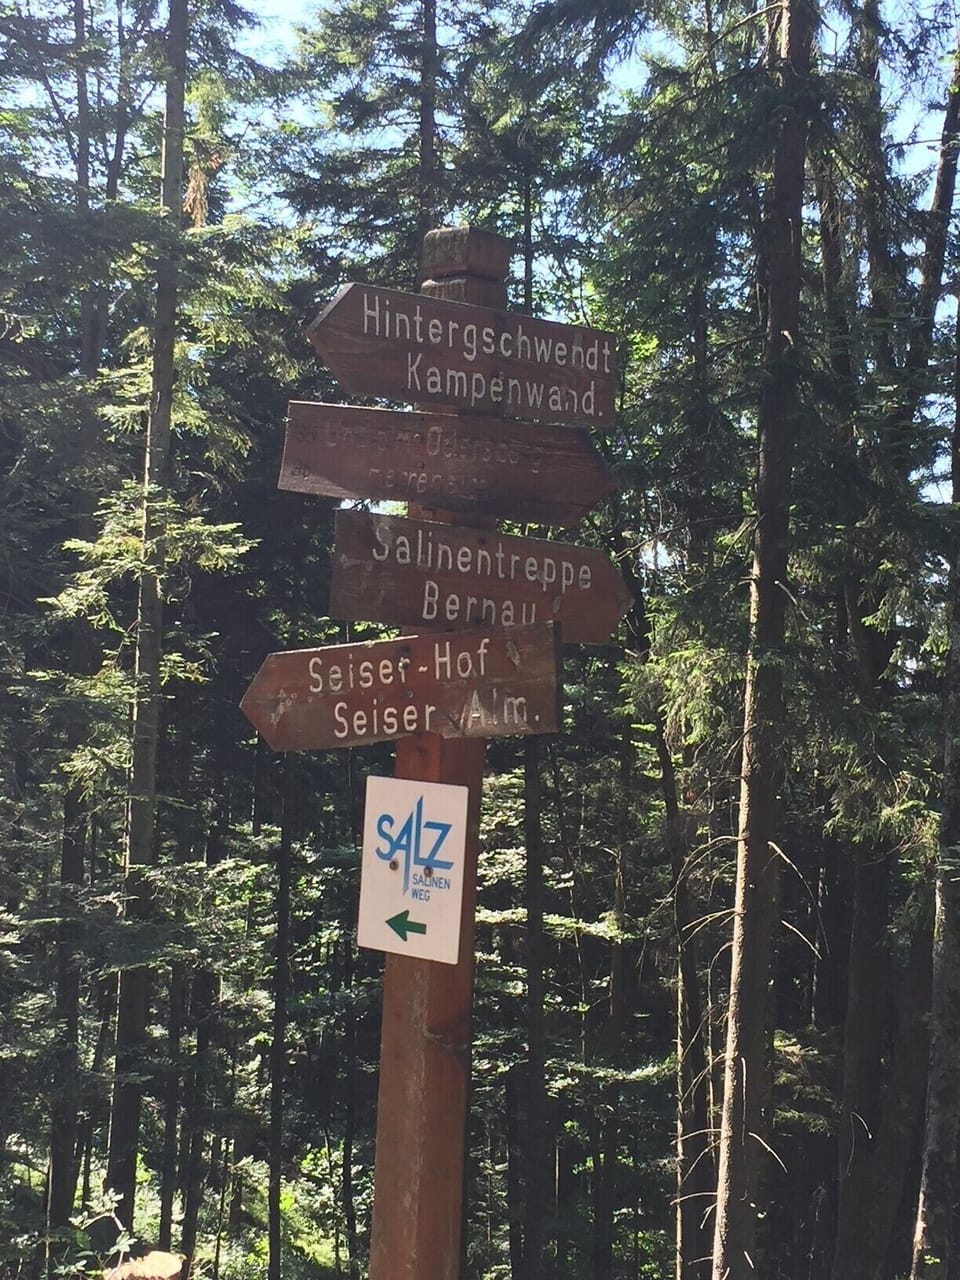 Hintergschwendt
Kampenwand.
Salinentreppe
Bernau
Seiser-Hof
Seiser Alm.
SALZ
SALINEN
WEG